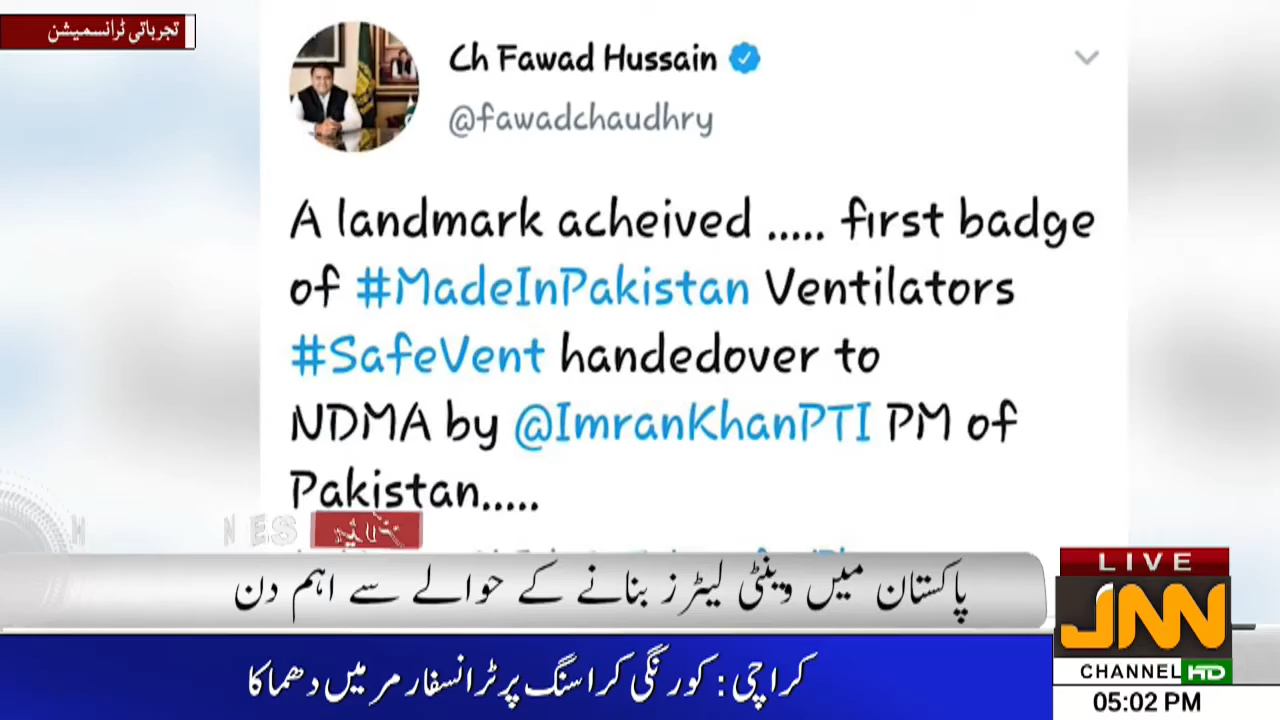 تجرباتی ٹرانسمیشن
Ch Fawad Hussain
@fawadchaudhry
A landmark acheived ..... first badge
of #MadeInPakistan Ventilators
#SafeVent handedover to
NDMA by @ImranKhanPTI PM of
Pakistan.....
پاکستان میں وینٹی لیٹرز بنانے کے حوالے سے اہم دن
کراچی: کورنگی کراسنگ پر ٹرانسفارمر میں دھماکا
LIVE
JNN
CHANNEL HD
05:02 PM